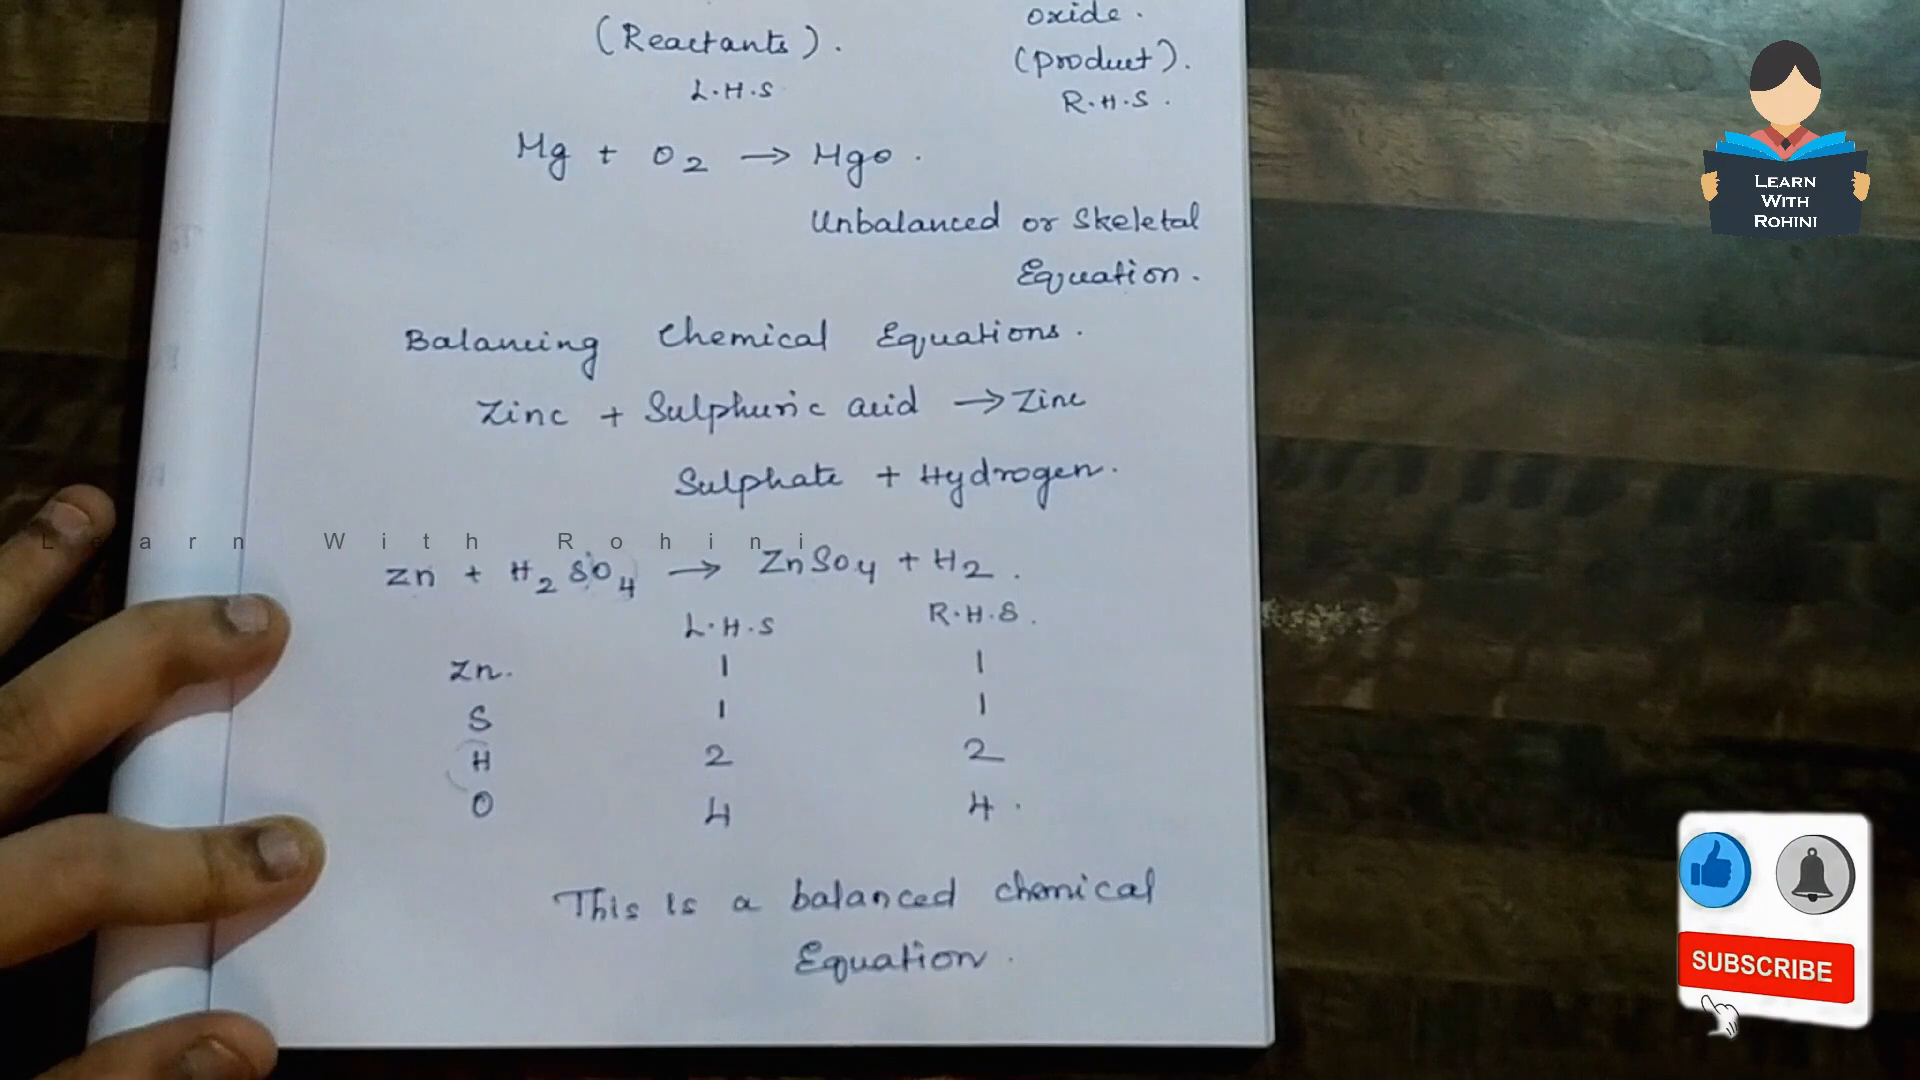 oxide.
(Reactants).
(Product).
L.H.S
R.H.S.
Mg + O2 → MgO.
Unbalanced or Skeletal
Equation.
Balancing Chemical Equations.
Zinc + Sulphuric acid → Zinc
Sulphate + Hydrogen.
Learn With Rohini
Zn + H2SO4 → ZnSO4 + H2.
L.H.S R.H.S.
Zn. 1 1
S 1 1
H 2 2
O 4 4.
This is a balanced chemical
Equation.
LEARN
WITH
ROHINI
SUBSCRIBE